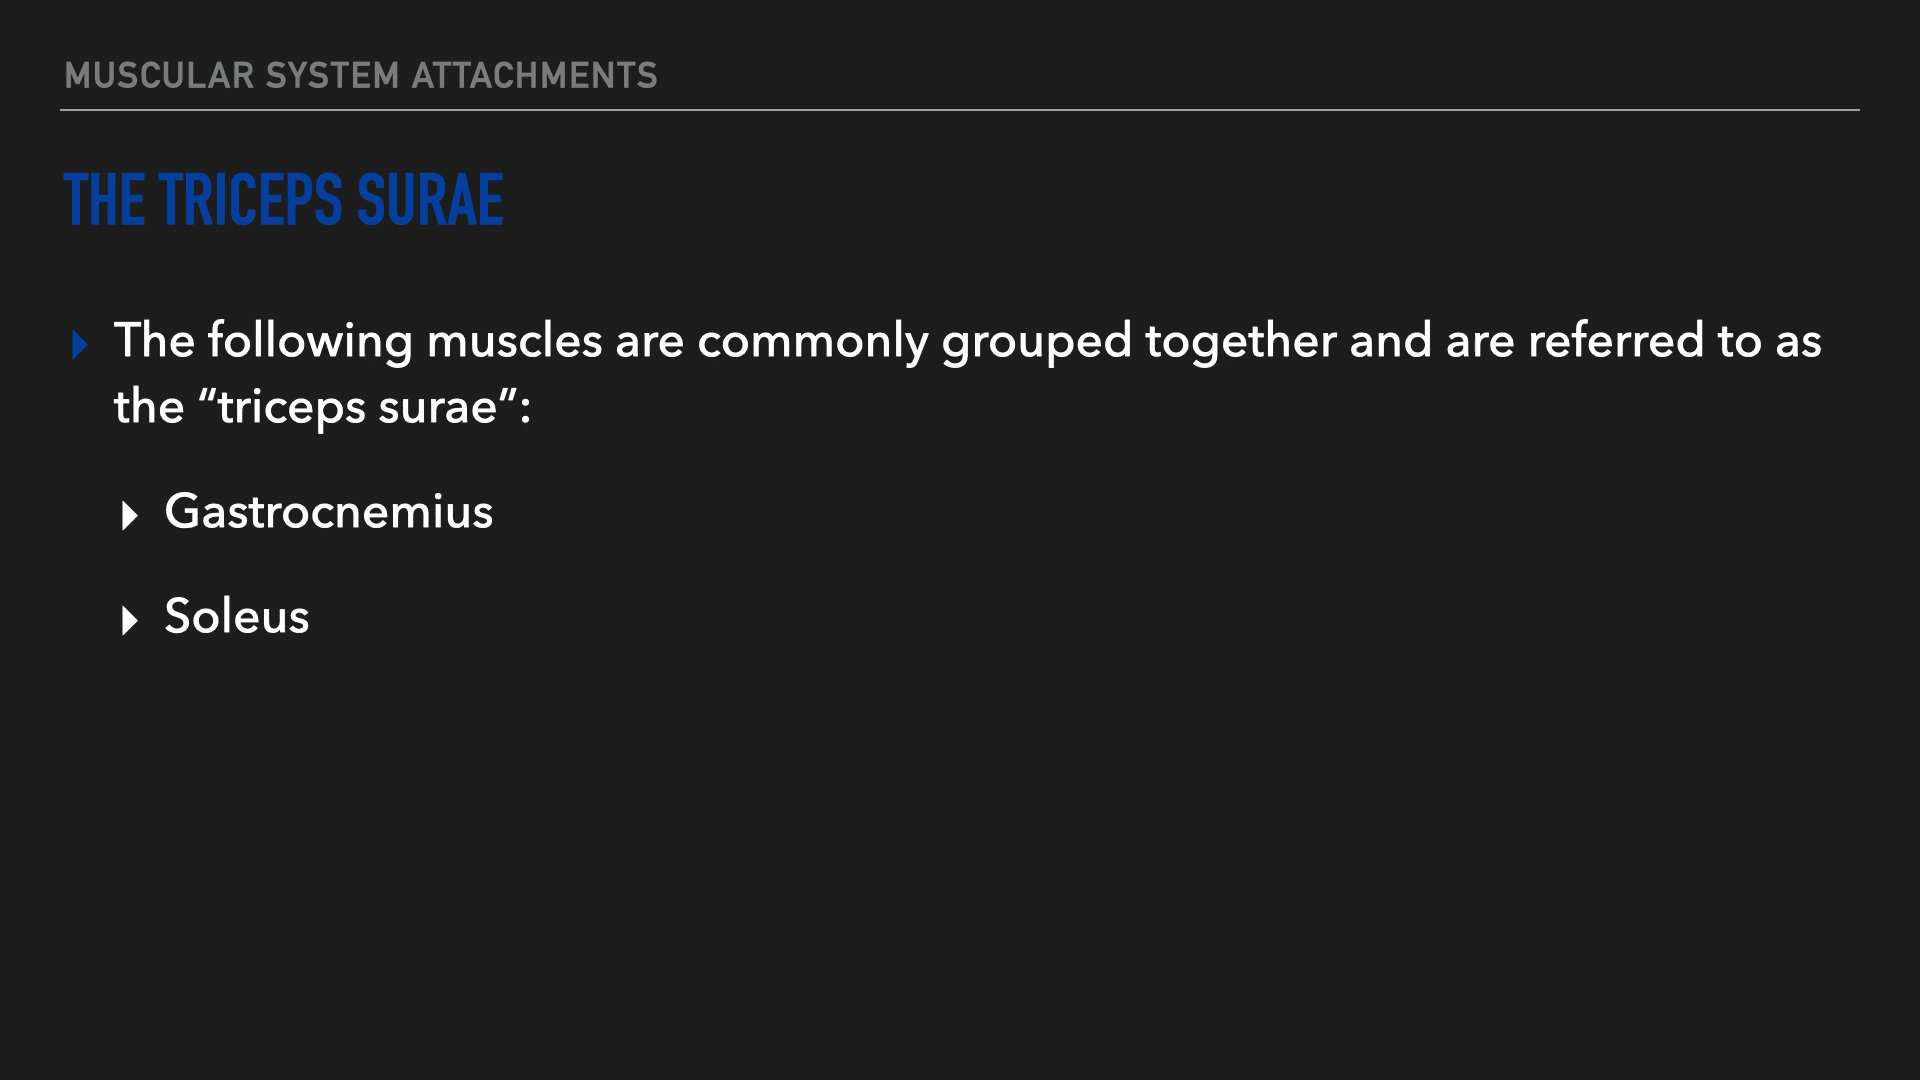 MUSCULAR SYSTEM ATTACHMENTS
THE TRICEPS SURAE
The following muscles are commonly grouped together and are referred to as
the “triceps surae”:
Gastrocnemius
Soleus